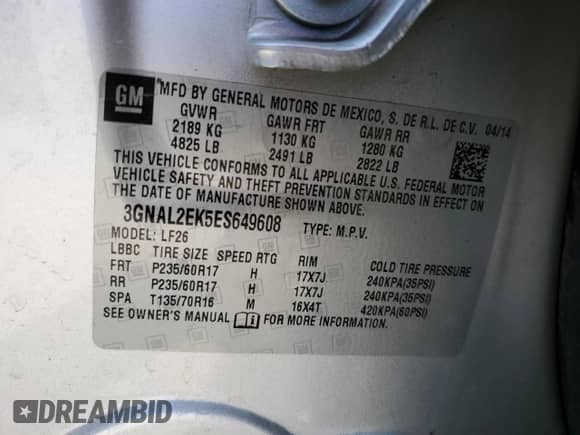 GM
MFD BY GENERAL MOTORS DE MEXICO, S. DE R.L. DE C.V. 04/14
GVWR GAWR FRT GAWR RR
2189 KG 1130 KG 1280 KG
4825 LB 2491 LB 2822 LB
THIS VEHICLE CONFORMS TO ALL APPLICABLE U.S. FEDERAL MOTOR
VEHICLE SAFETY AND THEFT PREVENTION STANDARDS IN EFFECT ON
THE DATE OF MANUFACTURE SHOWN ABOVE.
3GNAL2EK5ES649608 TYPE: M.P.V.
MODEL: LF26
LBBC TIRE SIZE SPEED RTG RIM COLD TIRE PRESSURE
FRT P235/60R17 H 17X7J 240KPA(35PSI)
RR P235/60R17 H 17X7J 240KPA(35PSI)
SPA T135/70R16 M 16X4T 420KPA(60PSI)
SEE OWNER'S MANUAL FOR MORE INFORMATION.
DREAMBID